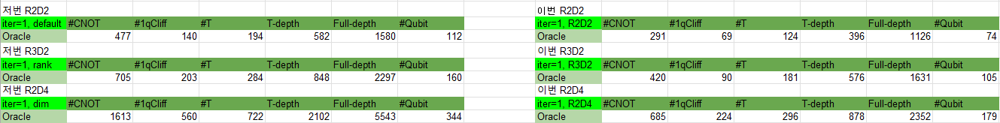 저번 R2D2
iter=1, default #CNOT #1qCliff #T T-depth Full-depth #Qubit
Oracle 477 140 194 582 1580 112
저번 R3D2
iter=1, rank #CNOT #1qCliff #T T-depth Full-depth #Qubit
Oracle 705 203 284 848 2297 160
저번 R2D4
iter=1, dim #CNOT #1qCliff #T T-depth Full-depth #Qubit
Oracle 1613 560 722 2102 5543 344
이번 R2D2
iter=1, R2D2 #CNOT #1qCliff #T T-depth Full-depth #Qubit
Oracle 291 69 124 396 1126 74
이번 R3D2
iter=1, R3D2 #CNOT #1qCliff #T T-depth Full-depth #Qubit
Oracle 420 90 181 576 1631 105
이번 R2D4
iter=1, R2D4 #CNOT #1qCliff #T T-depth Full-depth #Qubit
Oracle 685 224 296 878 2352 179